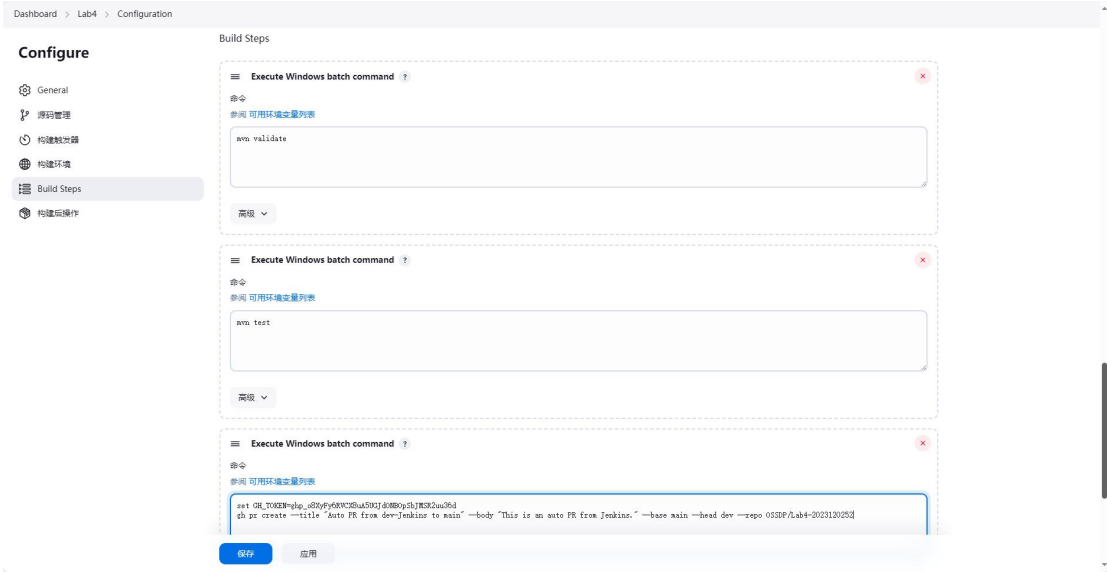 Dashboard > Lab4 > Configuration
Configure
General
源码管理
构建触发器
构建环境
Build Steps
构建后操作
Build Steps
Execute Windows batch command ?
命令
参阅 可用环境变量列表
mvn validate
高级
Execute Windows batch command ?
命令
参阅 可用环境变量列表
mvn test
高级
Execute Windows batch command ?
命令
参阅 可用环境变量列表
set GH_TOKEN=
gh pr create --title "Auto PR from dev-Jenkins to main" --body "This is an auto PR from Jenkins." --base main --head dev --repo OSSDP/Lab4-2023120252
保存
应用